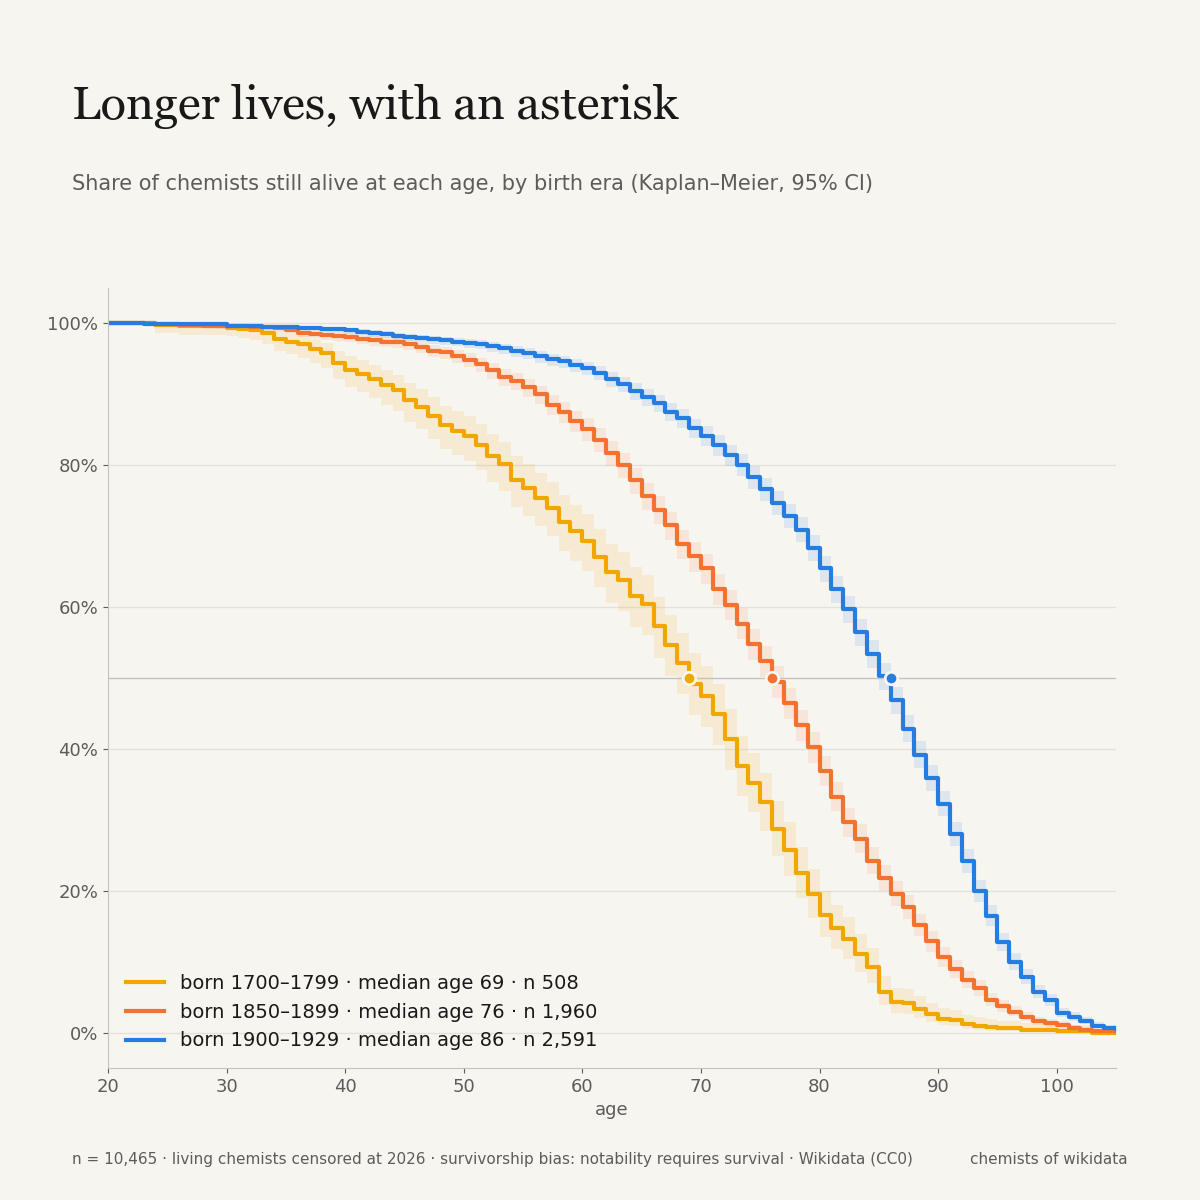 Longer lives, with an asterisk
Share of chemists still alive at each age, by birth era (Kaplan–Meier, 95% CI)
100%
80%
60%
40%
20%
0%
born 1700–1799 · median age 69 · n 508
born 1850–1899 · median age 76 · n 1,960
born 1900–1929 · median age 86 · n 2,591
20 30 40 50 60 70 80 90 100
age
n = 10,465 · living chemists censored at 2026 · survivorship bias: notability requires survival · Wikidata (CC0) chemists of wikidata